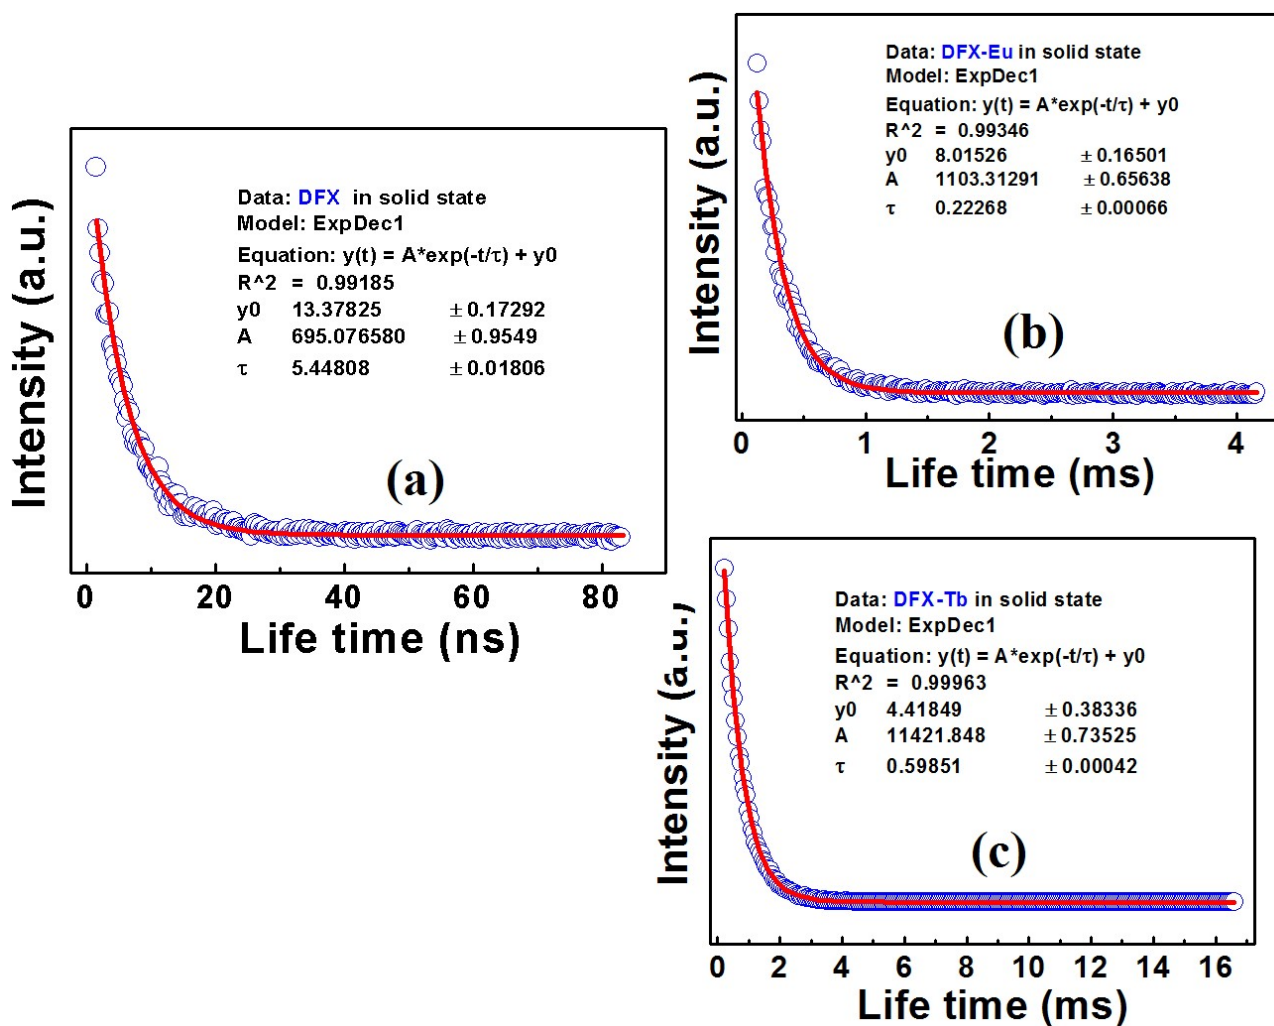 Intensity (a.u.)
Data: DFX in solid state
Model: ExpDec1
Equation: y(t) = A*exp(-t/τ) + y0
R^2 = 0.99185
y0 13.37825 ± 0.17292
A 695.076580 ± 0.9549
τ 5.44808 ± 0.01806
(a)
0 20 40 60 80
Life time (ns)
Intensity (a.u.)
Data: DFX-Eu in solid state
Model: ExpDec1
Equation: y(t) = A*exp(-t/τ) + y0
R^2 = 0.99346
y0 8.01526 ± 0.16501
A 1103.31291 ± 0.65638
τ 0.22268 ± 0.00066
(b)
0 1 2 3 4
Life time (ms)
Intensity (a.u.)
Data: DFX-Tb in solid state
Model: ExpDec1
Equation: y(t) = A*exp(-t/τ) + y0
R^2 = 0.99963
y0 4.41849 ± 0.38336
A 11421.848 ± 0.73525
τ 0.59851 ± 0.00042
(c)
0 2 4 6 8 10 12 14 16
Life time (ms)